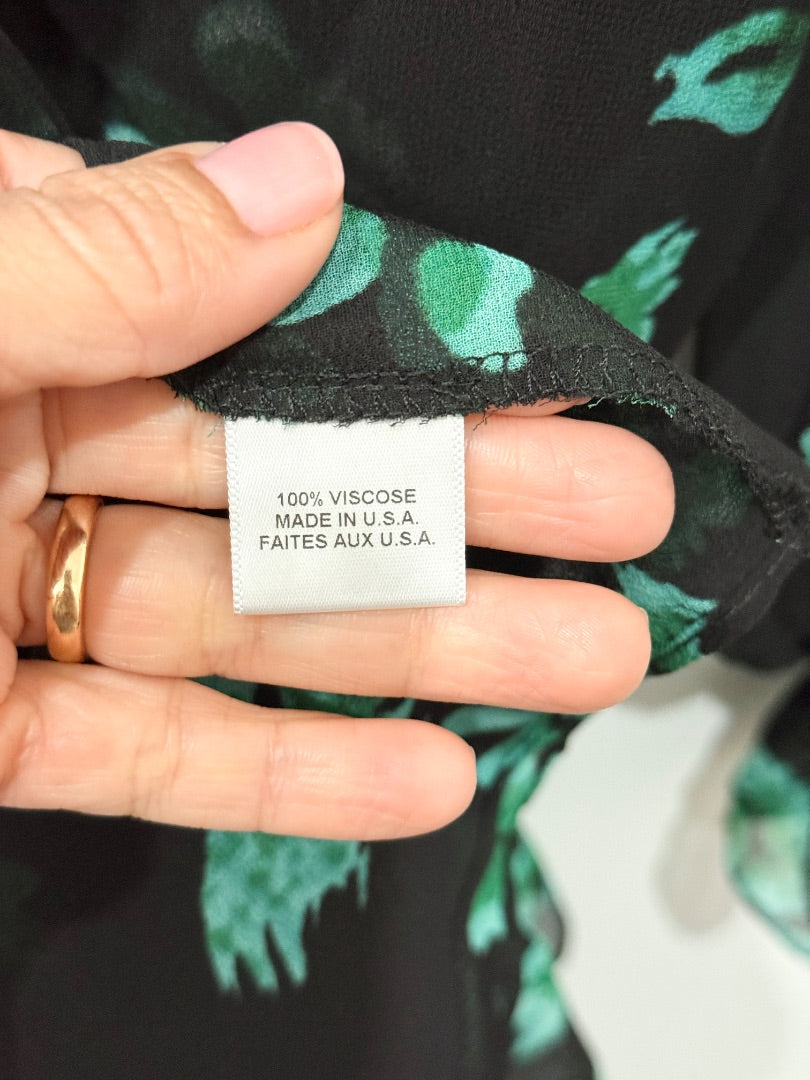 100% VISCOSE
MADE IN U.S.A.
FAITES AUX U.S.A.